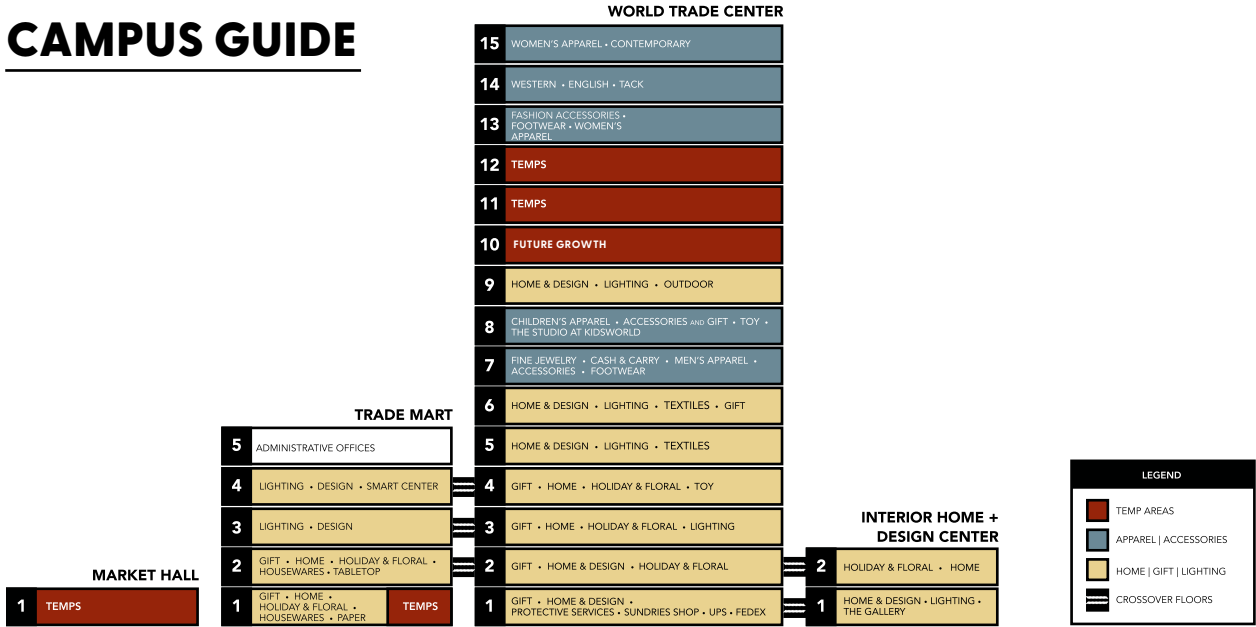 CAMPUS GUIDE
WORLD TRADE CENTER
15 WOMEN'S APPAREL • CONTEMPORARY
14 WESTERN • ENGLISH • TACK
13 FASHION ACCESSORIES •
FOOTWEAR • WOMEN'S
APPAREL
12 TEMPS
11 TEMPS
10 FUTURE GROWTH
9 HOME & DESIGN • LIGHTING • OUTDOOR
8 CHILDREN'S APPAREL • ACCESSORIES AND GIFT • TOY •
THE STUDIO AT KIDSWORLD
7 FINE JEWELRY • CASH & CARRY • MEN'S APPAREL •
ACCESSORIES • FOOTWEAR
6 HOME & DESIGN • LIGHTING • TEXTILES • GIFT
5 HOME & DESIGN • LIGHTING • TEXTILES
4 GIFT • HOME • HOLIDAY & FLORAL • TOY
3 GIFT • HOME • HOLIDAY & FLORAL • LIGHTING
2 GIFT • HOME & DESIGN • HOLIDAY & FLORAL
1 GIFT • HOME & DESIGN •
PROTECTIVE SERVICES • SUNDRIES SHOP • UPS • FEDEX
TRADE MART
5 ADMINISTRATIVE OFFICES
4 LIGHTING • DESIGN • SMART CENTER
3 LIGHTING • DESIGN
2 GIFT • HOME • HOLIDAY & FLORAL •
HOUSEWARES • TABLETOP
1 GIFT • HOME •
HOLIDAY & FLORAL •
HOUSEWARES • PAPER
TEMPS
MARKET HALL
1 TEMPS
INTERIOR HOME +
DESIGN CENTER
2 HOLIDAY & FLORAL • HOME
1 HOME & DESIGN • LIGHTING •
THE GALLERY
LEGEND
TEMP AREAS
APPAREL | ACCESSORIES
HOME | GIFT | LIGHTING
CROSSOVER FLOORS